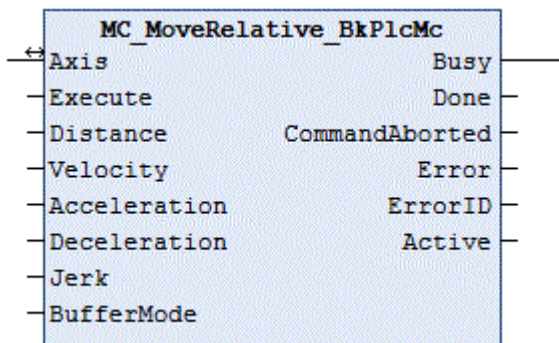 MC_MoveRelative_BkPlcMc
Axis Busy
Execute Done
Distance CommandAborted
Velocity Error
Acceleration ErrorID
Deceleration Active
Jerk
BufferMode